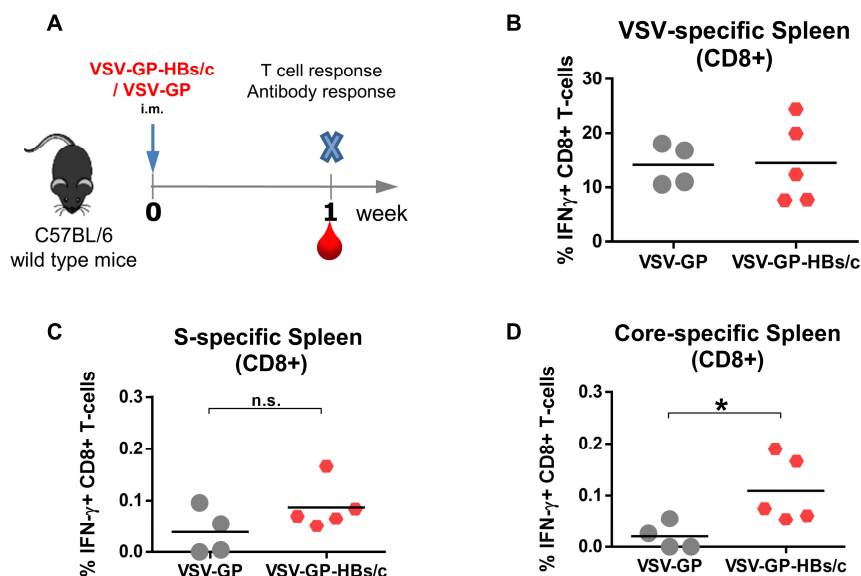 A
VSV-GP-HBs/c
/ VSV-GP
i.m.
T cell response
Antibody response
0
1
week
C57BL/6
wild type mice
B
VSV-specific Spleen
(CD8+)
% IFNγ+ CD8+ T-cells
30
20
10
0
VSV-GP
VSV-GP-HBs/c
C
S-specific Spleen
(CD8+)
% IFN-γ+ CD8+ T-cells
0.3
0.2
0.1
0.0
n.s.
VSV-GP
VSV-GP-HBs/c
D
Core-specific Spleen
(CD8+)
% IFN-γ+ CD8+ T-cells
0.3
0.2
0.1
0.0
*
VSV-GP
VSV-GP-HBs/c